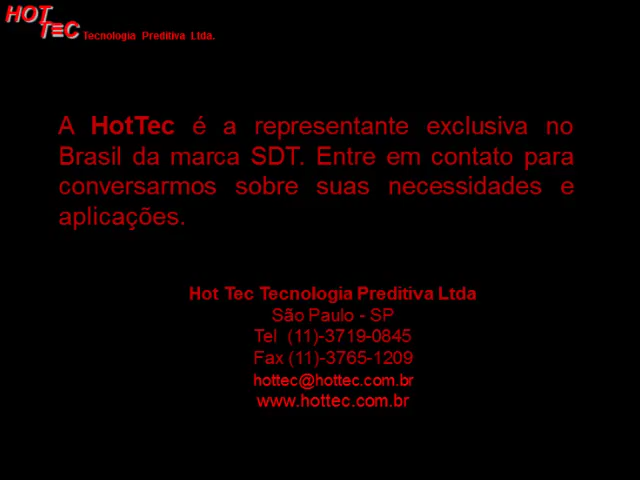 HOT
TEC Tecnologia Preditiva Ltda.
A HotTec é a representante exclusiva no
Brasil da marca SDT. Entre em contato para
conversarmos sobre suas necessidades e
aplicações.
Hot Tec Tecnologia Preditiva Ltda
São Paulo - SP
Tel (11)-3719-0845
Fax (11)-3765-1209
hottec@hottec.com.br
www.hottec.com.br